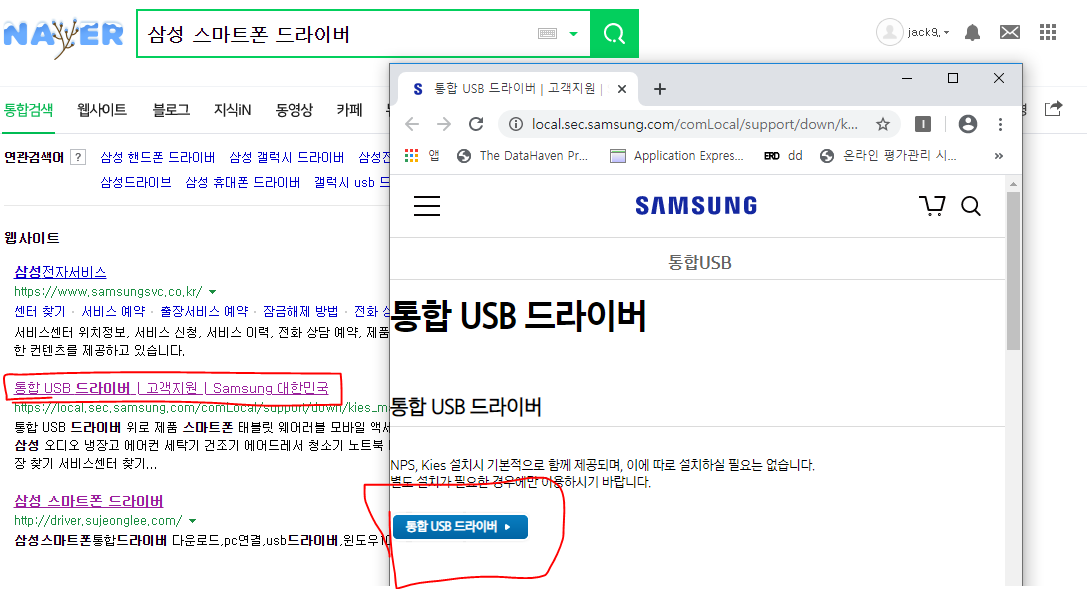 NAVER
삼성 스마트폰 드라이버
jack9.
통합검색 웹사이트 블로그 지식iN 동영상 카페
연관검색어 ? 삼성 핸드폰 드라이버 삼성 갤럭시 드라이버
삼성드라이브 삼성 휴대폰 드라이버 갤럭시 usb
웹사이트
삼성전자서비스
https://www.samsungsvc.co.kr/
센터 찾기 · 서비스 예약 · 출장서비스 예약 · 잠금해제 방법 · 전화
서비스센터 위치정보, 서비스 신청, 서비스 이력, 전화 상담 예약, 제품
한 컨텐츠를 제공하고 있습니다.
통합 USB 드라이버 | 고객지원 | Samsung 대한민국
https://local.sec.samsung.com/comLocal/support/down/kies_m
통합 USB 드라이버 위로 제품 스마트폰 태블릿 웨어러블 모바일 액세
삼성 오디오 냉장고 에어컨 세탁기 건조기 에어드레서 청소기 노트북
장 찾기 서비스센터 찾기...
삼성 스마트폰 드라이버
http://driver.sujeonglee.com/
삼성스마트폰통합드라이버 다운로드,pc연결,usb드라이버,윈도우10
S 통합 USB 드라이버 | 고객지원 |
local.sec.samsung.com/comLocal/support/down/k...
앱 The DataHaven Pr... Application Expres... ERD dd 온라인 평가관리 시... »
SAMSUNG
통합USB
통합 USB 드라이버
통합 USB 드라이버
NPS, Kies 설치시 기본적으로 함께 제공되며, 이에 따로 설치하실 필요는 없습니다.
별도 설치가 필요한 경우에만 이용하시기 바랍니다.
통합 USB 드라이버